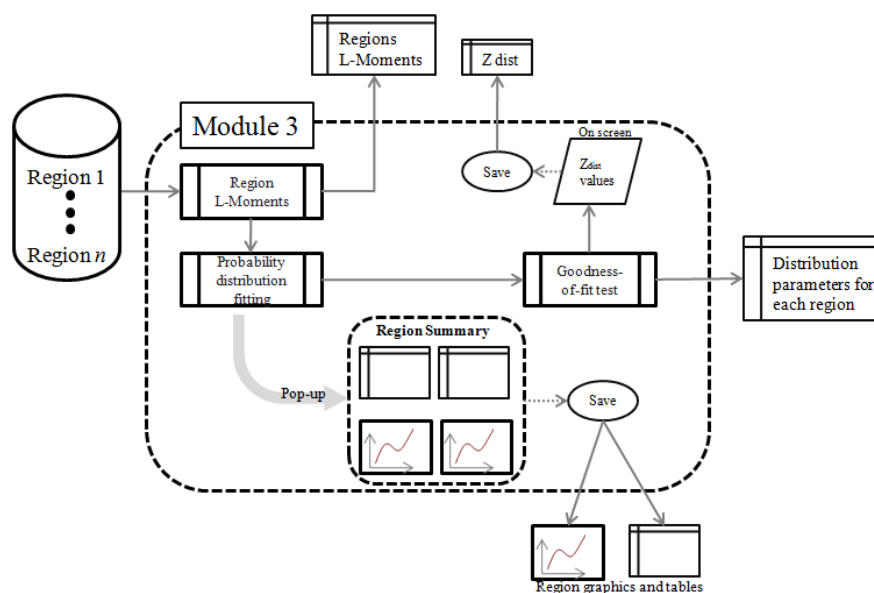 Regions
L-Moments
Z dist
Module 3
On screen
Region 1
Region n
Region
L-Moments
Save
Zdist
values
Probability
distribution
fitting
Goodness-
of-fit test
Distribution
parameters for
each region
Region Summary
Pop-up
Save
Region graphics and tables